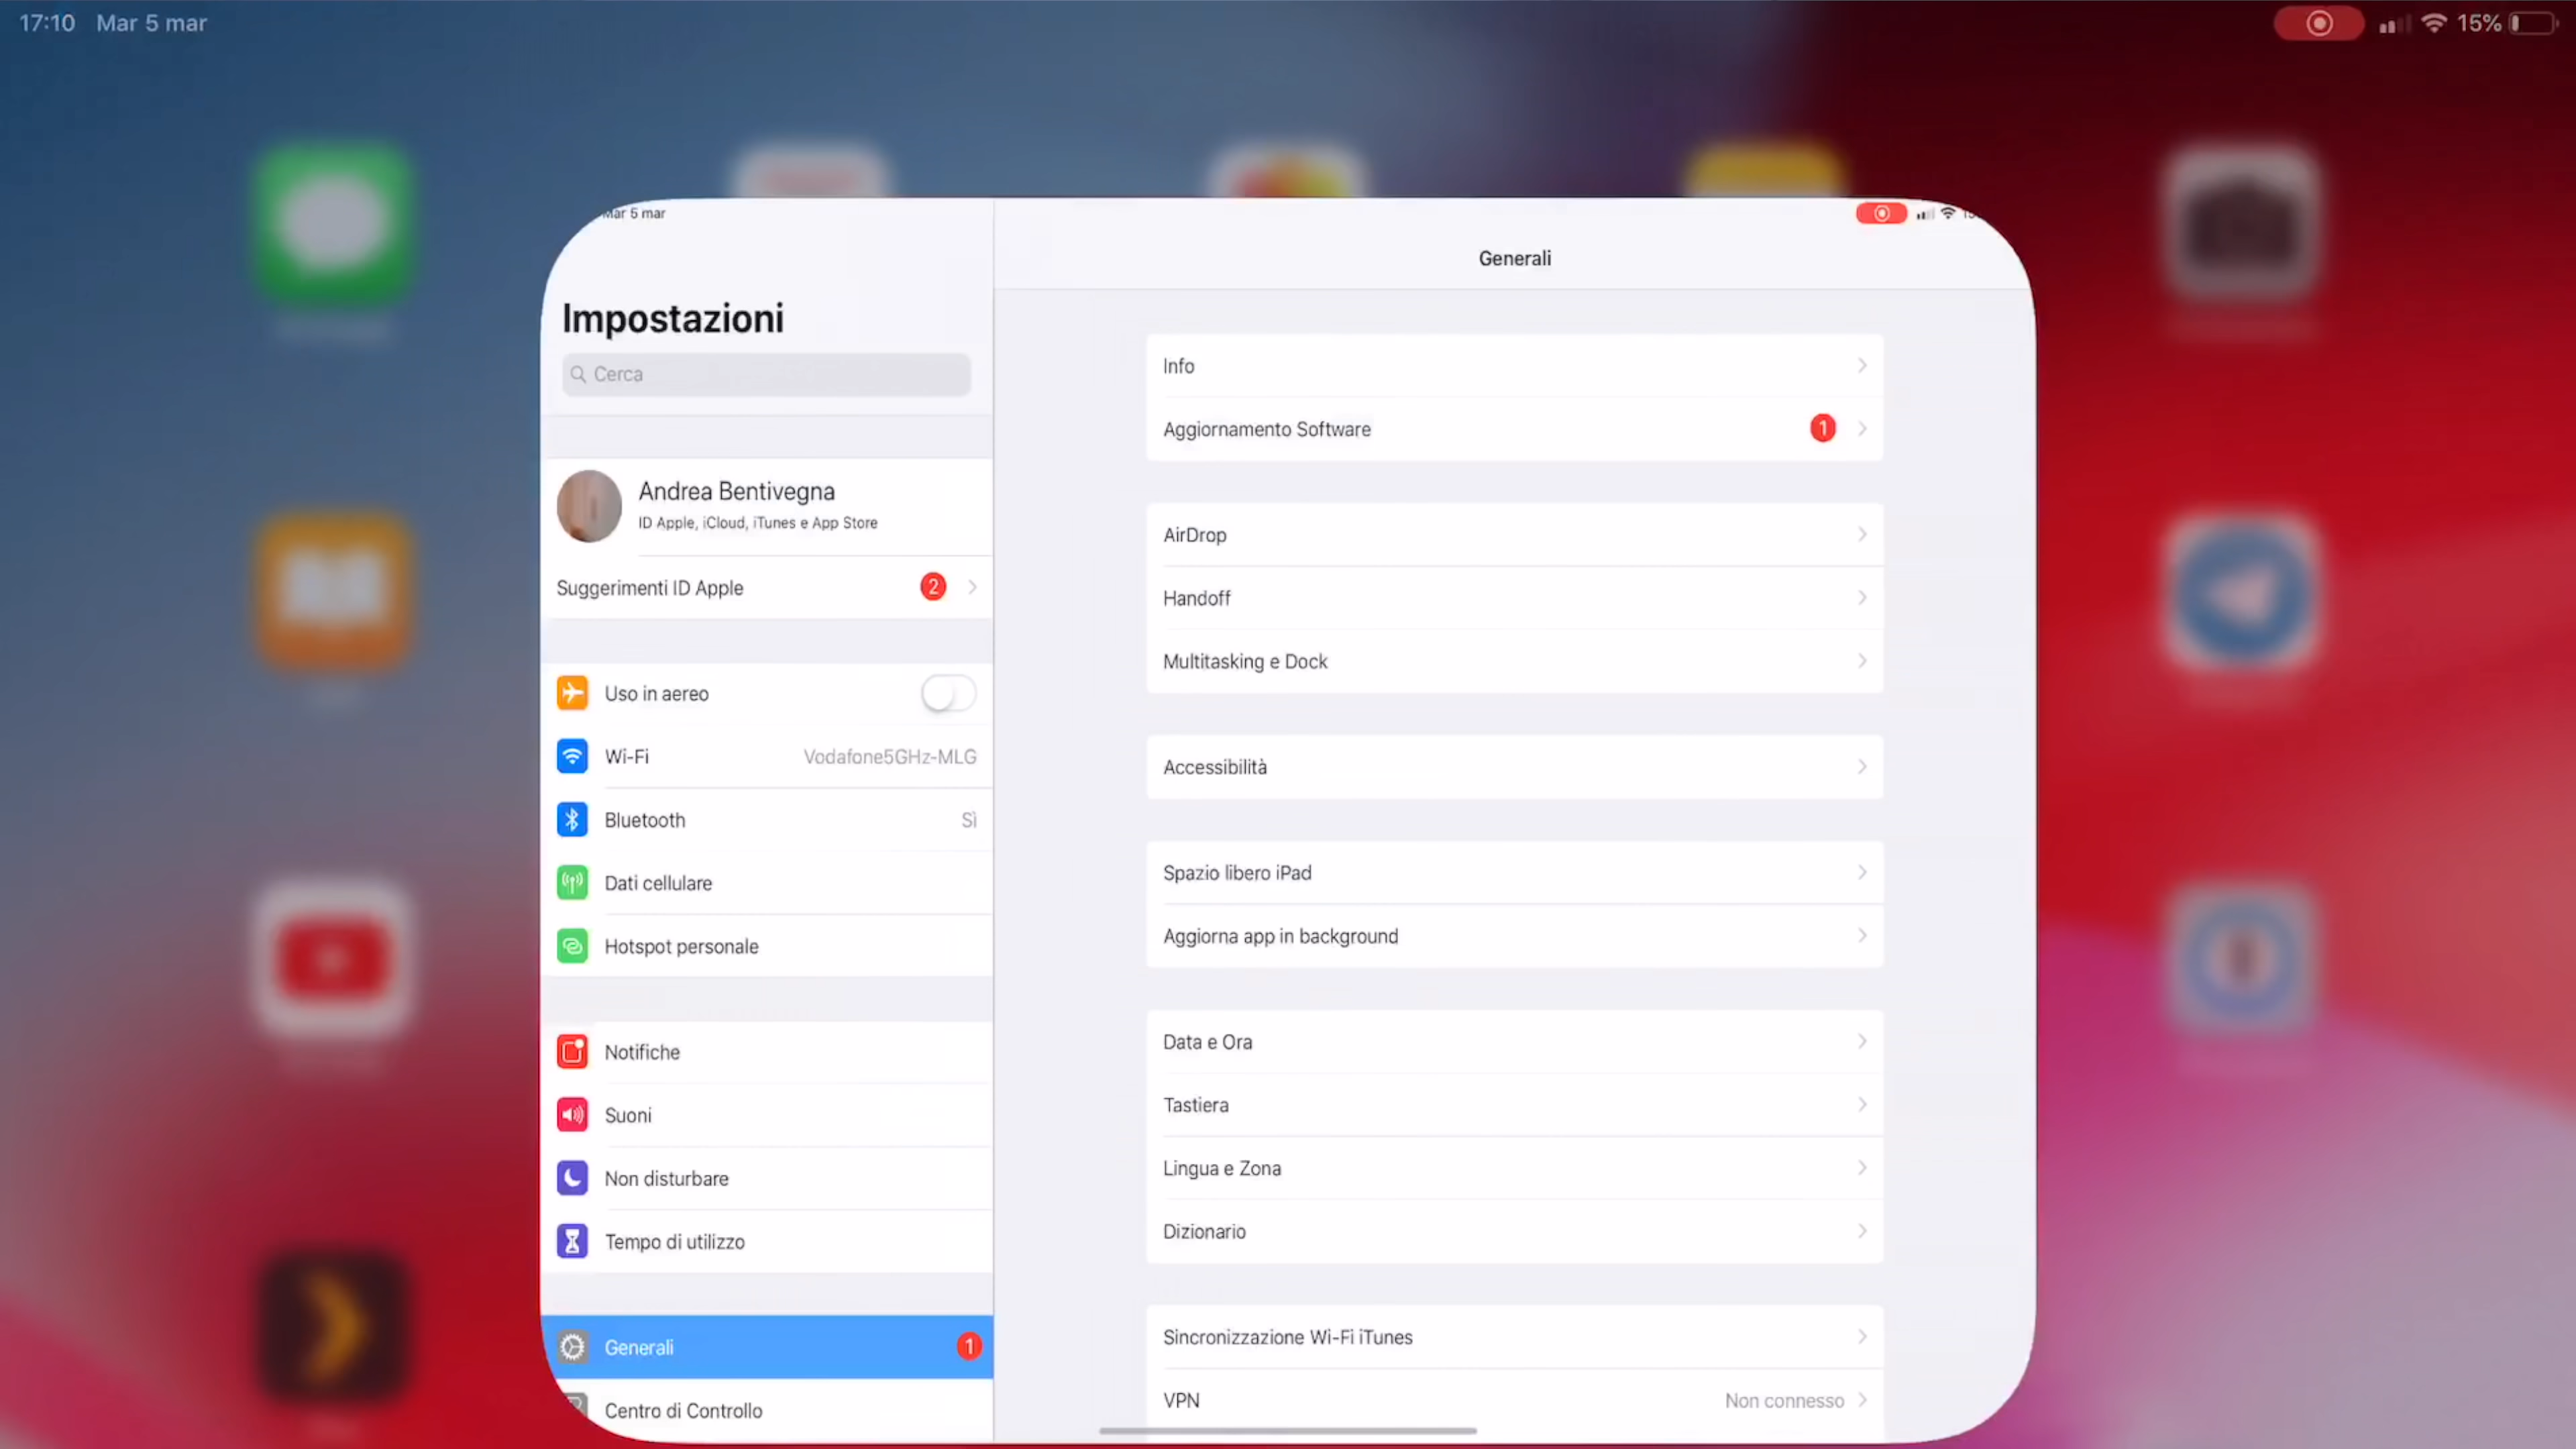 17:10 Mar 5 mar
15%
Mar 5 mar
Impostazioni
Cerca
Andrea Bentivegna
ID Apple, iCloud, iTunes e App Store
Suggerimenti ID Apple 2
Uso in aereo
Wi-Fi Vodafone5GHz-MLG
Bluetooth Sì
Dati cellulare
Hotspot personale
Notifiche
Suoni
Non disturbare
Tempo di utilizzo
Generali 1
Centro di Controllo
Generali
Info
Aggiornamento Software 1
AirDrop
Handoff
Multitasking e Dock
Accessibilità
Spazio libero iPad
Aggiorna app in background
Data e Ora
Tastiera
Lingua e Zona
Dizionario
Sincronizzazione Wi-Fi iTunes
VPN Non connesso